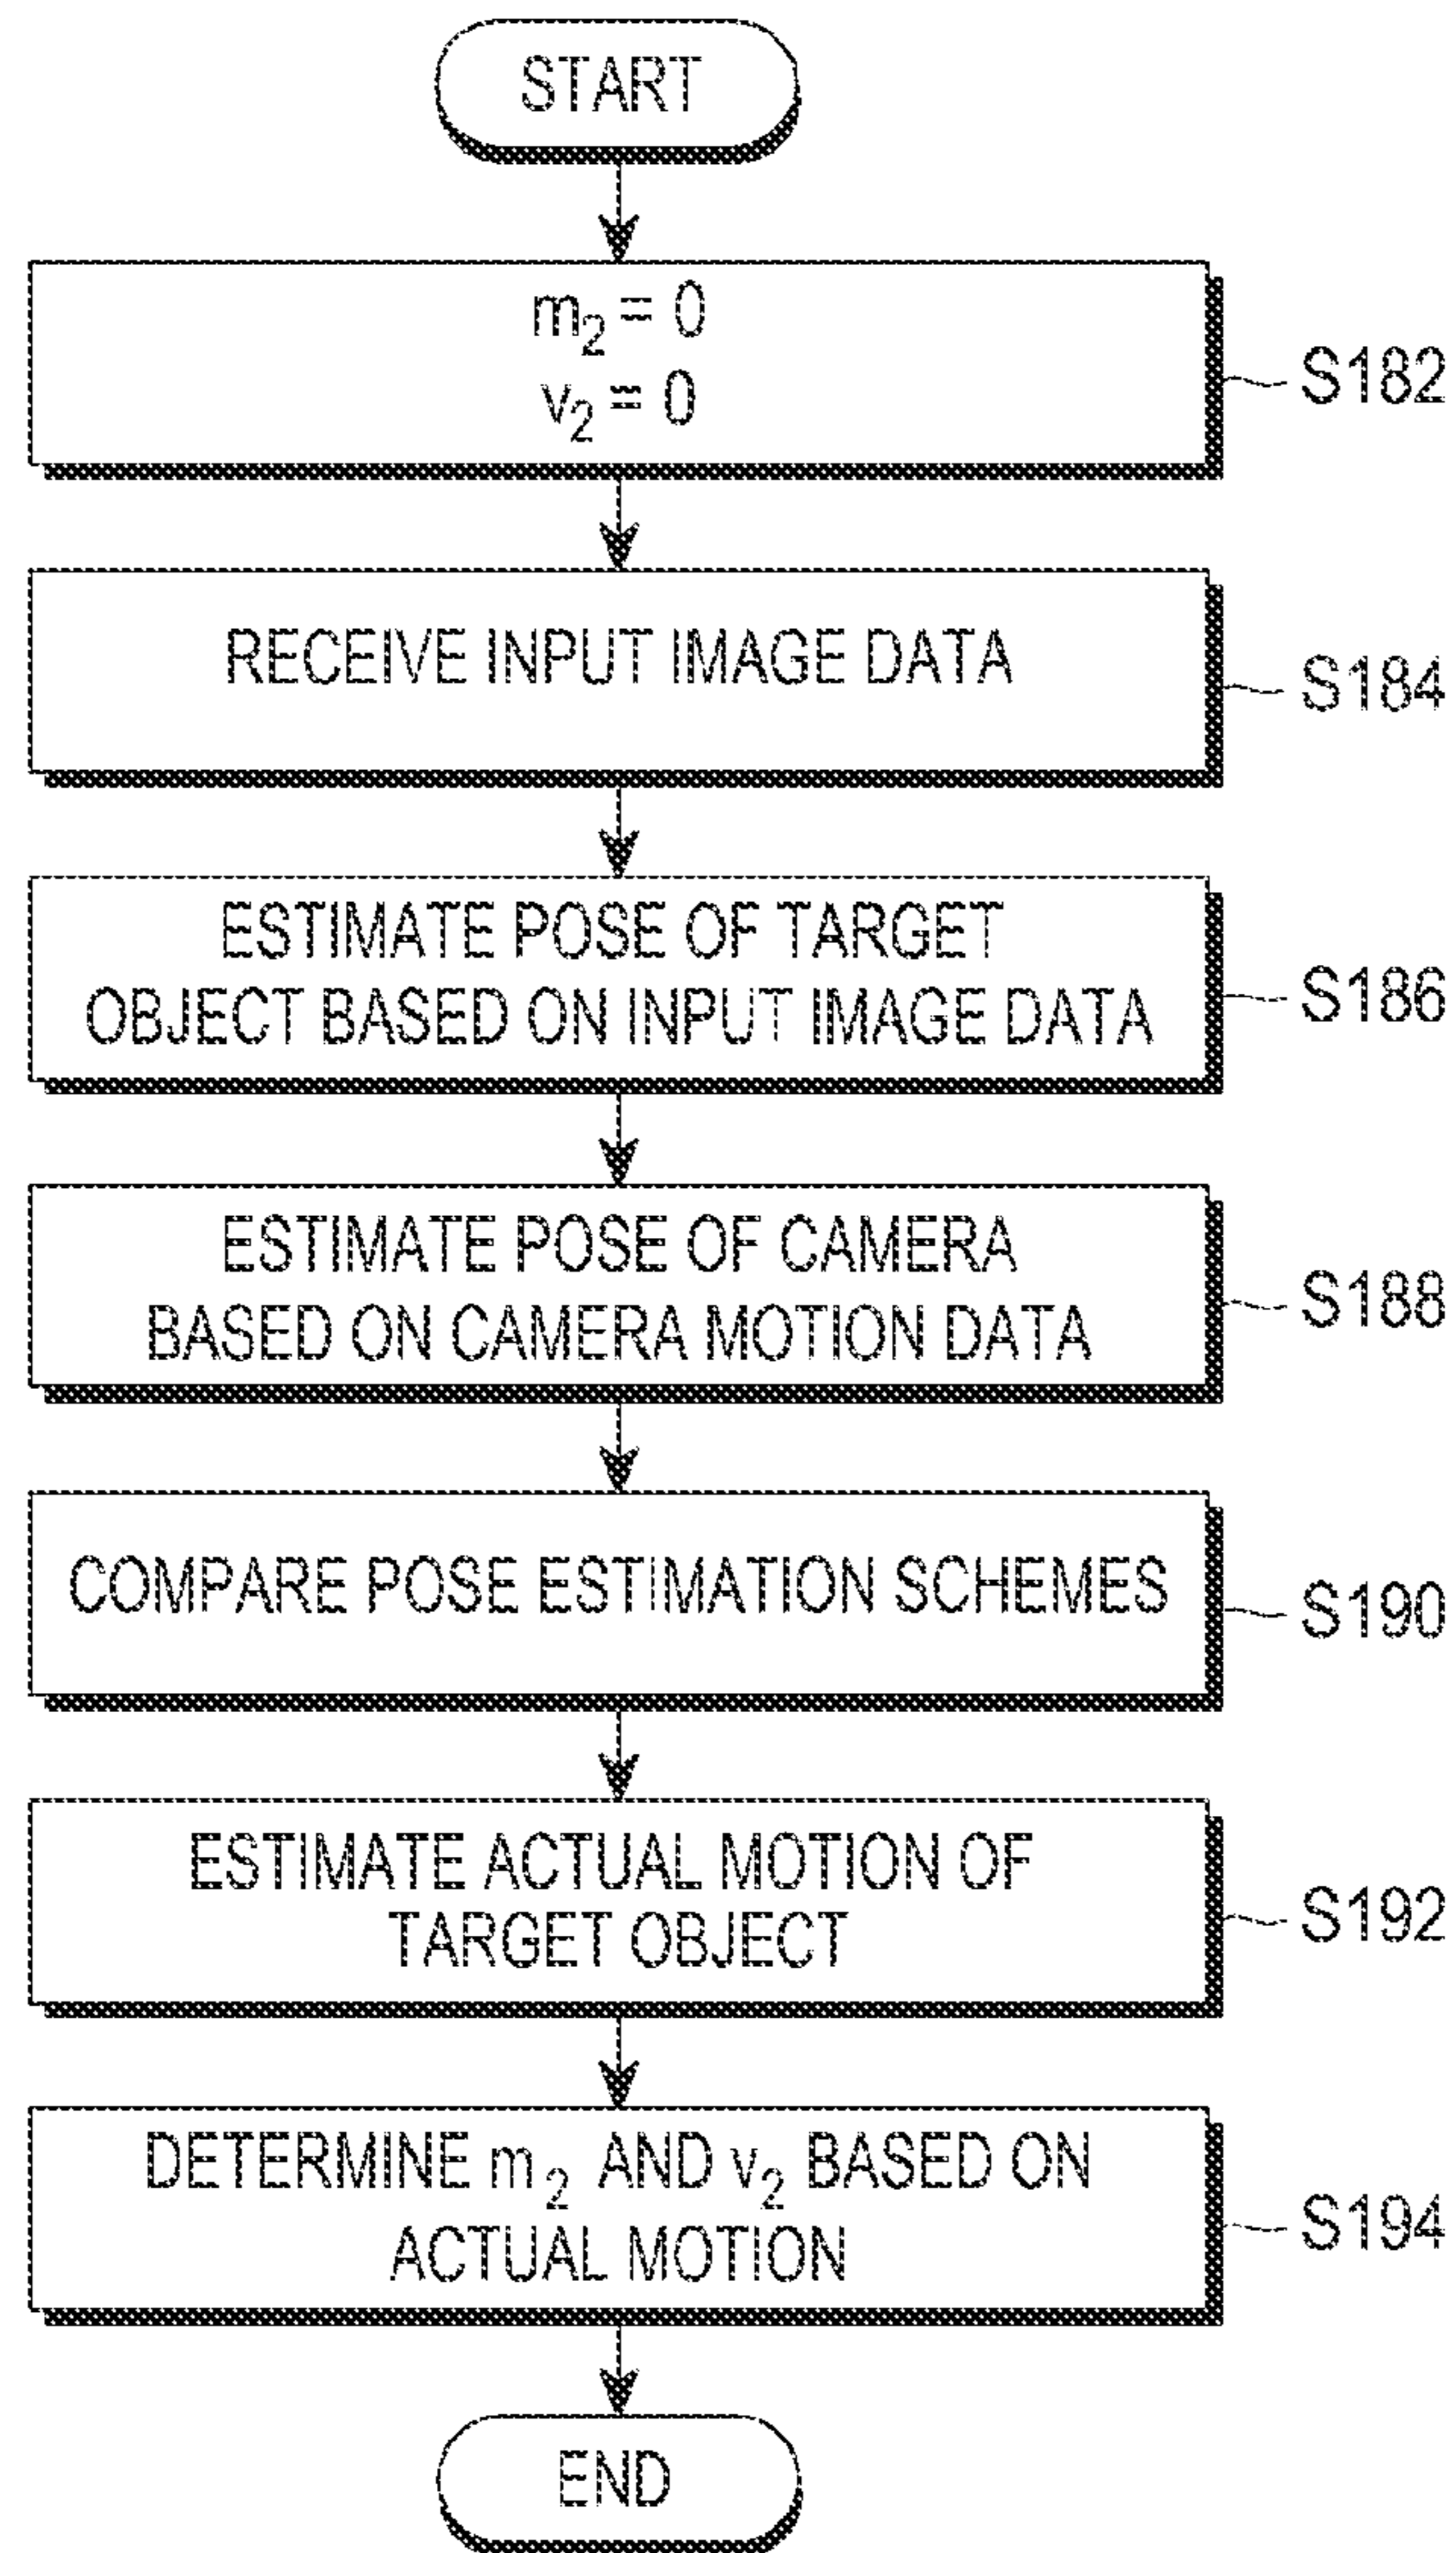 START
m₂ = 0
v₂ = 0
S182
RECEIVE INPUT IMAGE DATA
S184
ESTIMATE POSE OF TARGET
OBJECT BASED ON INPUT IMAGE DATA
S186
ESTIMATE POSE OF CAMERA
BASED ON CAMERA MOTION DATA
S188
COMPARE POSE ESTIMATION SCHEMES
S190
ESTIMATE ACTUAL MOTION OF
TARGET OBJECT
S192
DETERMINE m₂ AND v₂ BASED ON
ACTUAL MOTION
S194
END